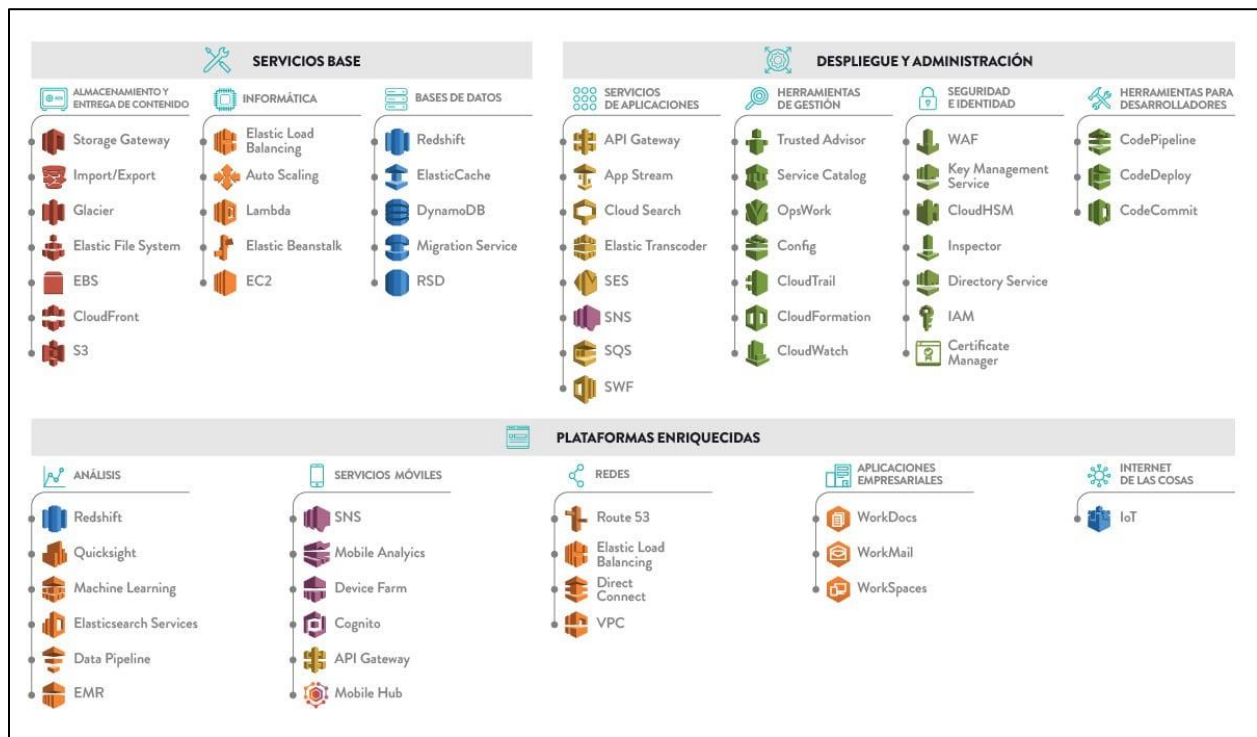 SERVICIOS BASE
ALMACENAMIENTO Y
ENTREGA DE CONTENIDO
Storage Gateway
Import/Export
Glacier
Elastic File System
EBS
CloudFront
S3
INFORMÁTICA
Elastic Load
Balancing
Auto Scaling
Lambda
Elastic Beanstalk
EC2
BASES DE DATOS
Redshift
ElasticCache
DynamoDB
Migration Service
RSD
DESPLIEGUE Y ADMINISTRACIÓN
SERVICIOS
DE APLICACIONES
API Gateway
App Stream
Cloud Search
Elastic Transcoder
SES
SNS
SQS
SWF
HERRAMIENTAS
DE GESTIÓN
Trusted Advisor
Service Catalog
OpsWork
Config
CloudTrail
CloudFormation
CloudWatch
SEGURIDAD
E IDENTIDAD
WAF
Key Management
Service
CloudHSM
Inspector
Directory Service
IAM
Certificate
Manager
HERRAMIENTAS PARA
DESARROLLADORES
CodePipeline
CodeDeploy
CodeCommit
PLATAFORMAS ENRIQUECIDAS
ANÁLISIS
Redshift
Quicksight
Machine Learning
Elasticsearch Services
Data Pipeline
EMR
SERVICIOS MÓVILES
SNS
Mobile Analyics
Device Farm
Cognito
API Gateway
Mobile Hub
REDES
Route 53
Elastic Load
Balancing
Direct
Connect
VPC
APLICACIONES
EMPRESARIALES
WorkDocs
WorkMail
WorkSpaces
INTERNET
DE LAS COSAS
IoT